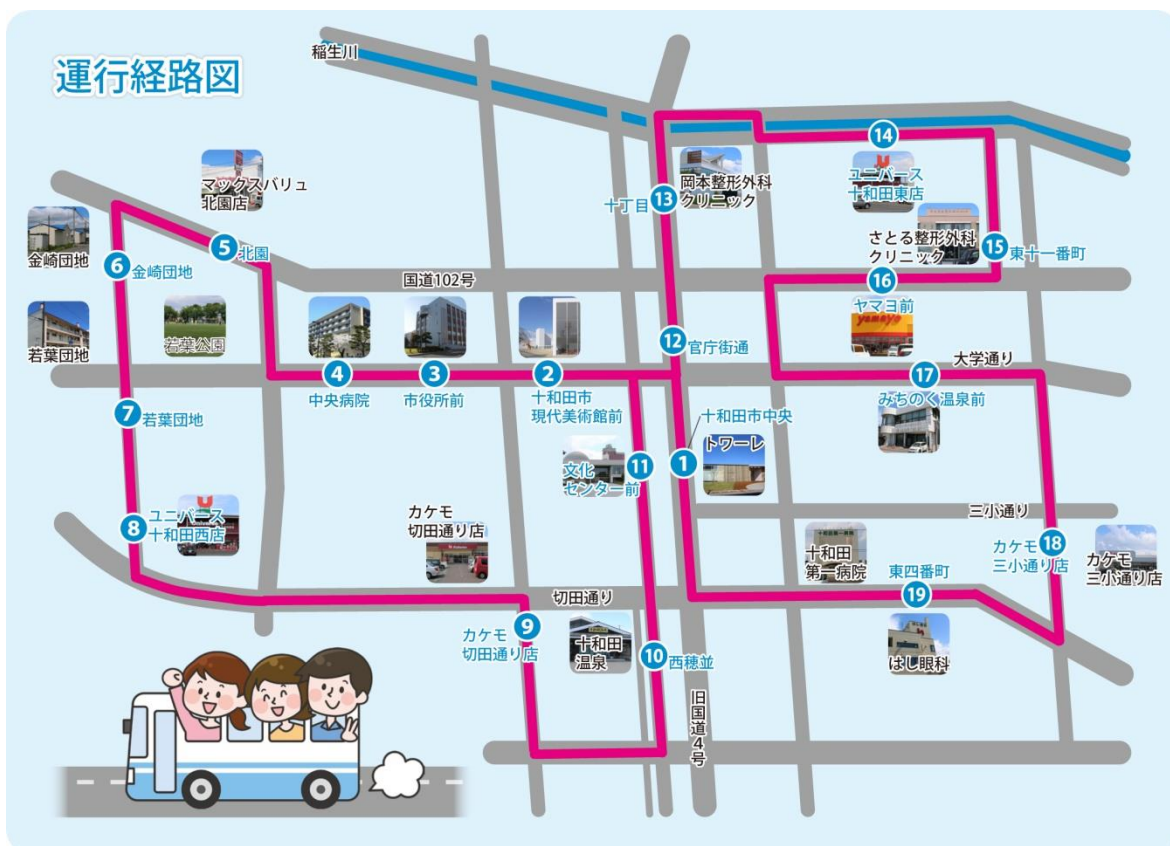 運行経路図
稲生川
マックスバリュ
北園店
金崎団地
5
北園
6
金崎団地
若葉団地
若葉公園
国道102号
4
中央病院
3
市役所前
2
十和田市
現代美術館前
7
若葉団地
8
ユニバース
十和田西店
カケモ
切田通り店
切田通り
9
カケモ
切田通り店
十和田
温泉
10
西穂並
11
文化
センター前
1
十和田市中央
トワーレ
12
官庁街通
13
十丁目
岡本整形外科
クリニック
14
ユニバース
十和田東店
さとる整形外科
クリニック
15
東十一番町
16
ヤマヨ前
yamayo
大学通り
17
みちのく温泉前
三小通り
18
カケモ
三小通り店
カケモ
三小通り店
十和田
第一病院
東四番町
19
はし眼科
旧国道4号